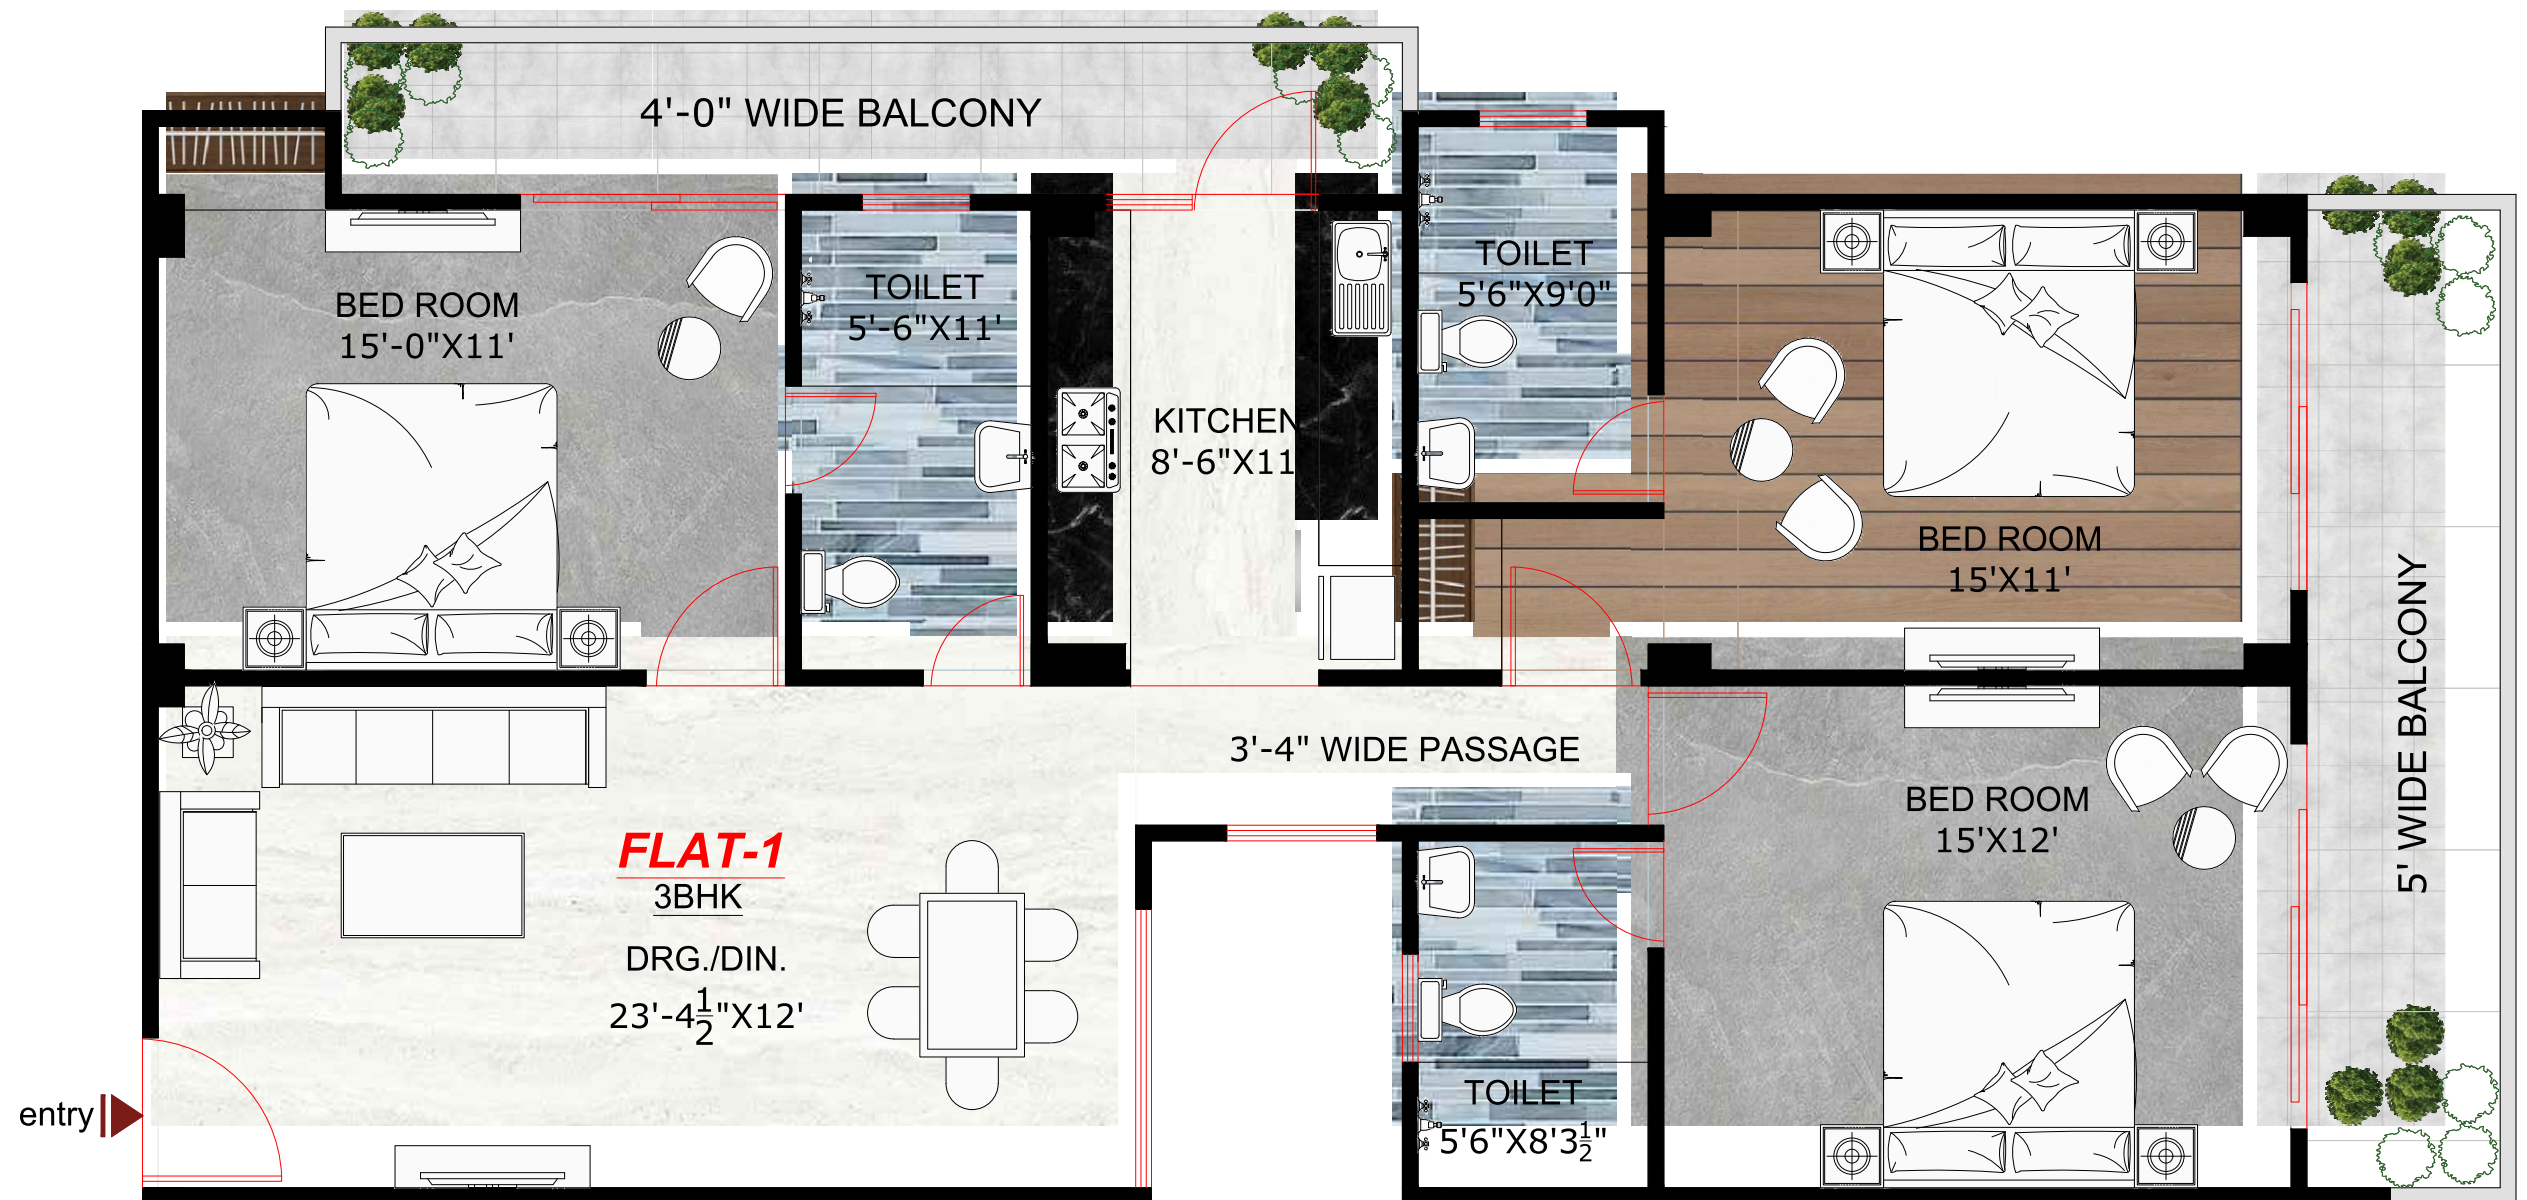 4'-0" WIDE BALCONY
BED ROOM
15'-0"X11'
TOILET
5'-6"X11'
KITCHEN
8'-6"X11
TOILET
5'6"X9'0"
BED ROOM
15'X11'
5' WIDE BALCONY
3'-4" WIDE PASSAGE
BED ROOM
15'X12'
FLAT-1
3BHK
DRG./DIN.
23'-4½"X12'
entry
TOILET
5'6"X8'3½"